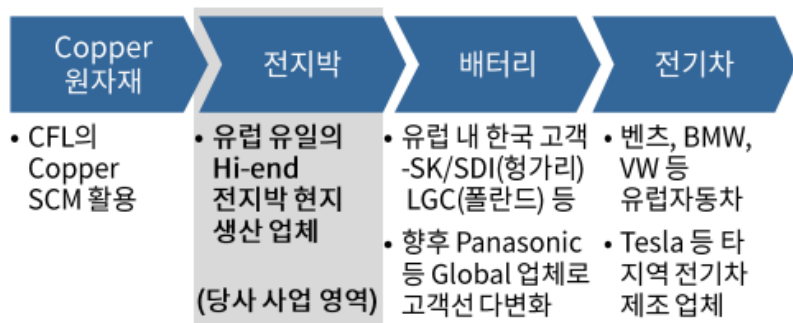 Copper
원자재
전지박
배터리
전기차
• CFL의
Copper
SCM 활용
• 유럽 유일의
Hi-end
전지박 현지
생산 업체
(당사 사업 영역)
• 유럽 내 한국 고객
-SK/SDI(헝가리)
LGC(폴란드) 등
• 향후 Panasonic
등 Global 업체로
고객선 다변화
• 벤츠, BMW,
VW 등
유럽자동차
• Tesla 등 타
지역 전기차
제조 업체